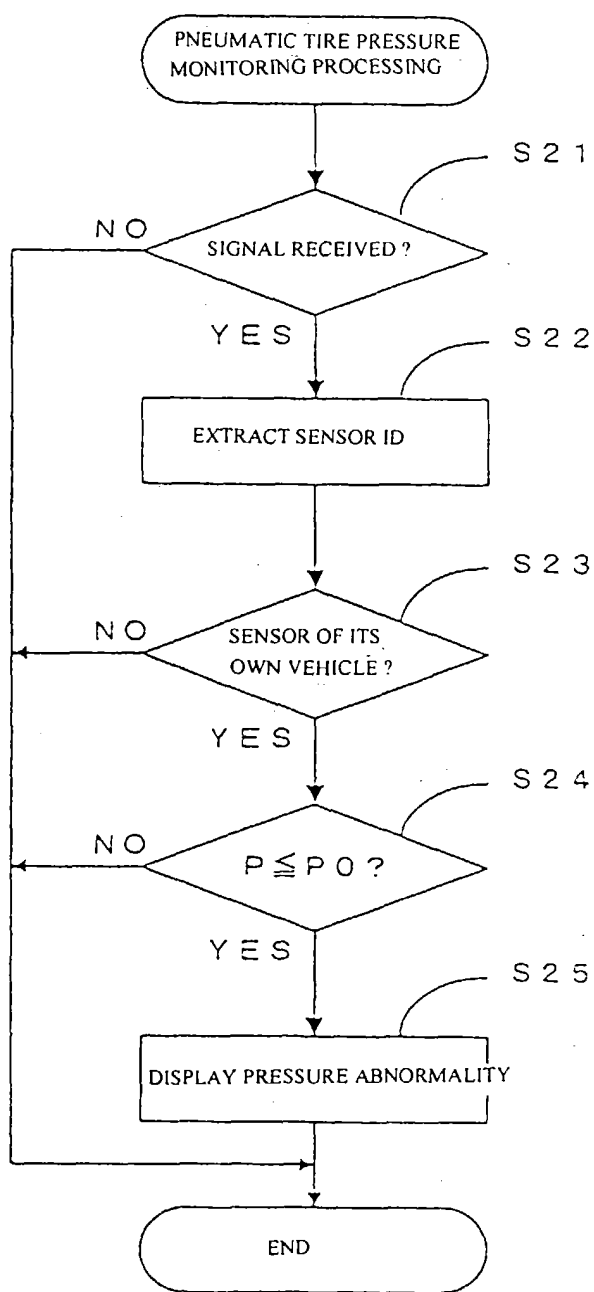 PNEUMATIC TIRE PRESSURE
MONITORING PROCESSING
S21
NO
SIGNAL RECEIVED ?
YES
S22
EXTRACT SENSOR ID
S23
NO
SENSOR OF ITS
OWN VEHICLE ?
YES
S24
NO
P≦P0?
YES
S25
DISPLAY PRESSURE ABNORMALITY
END